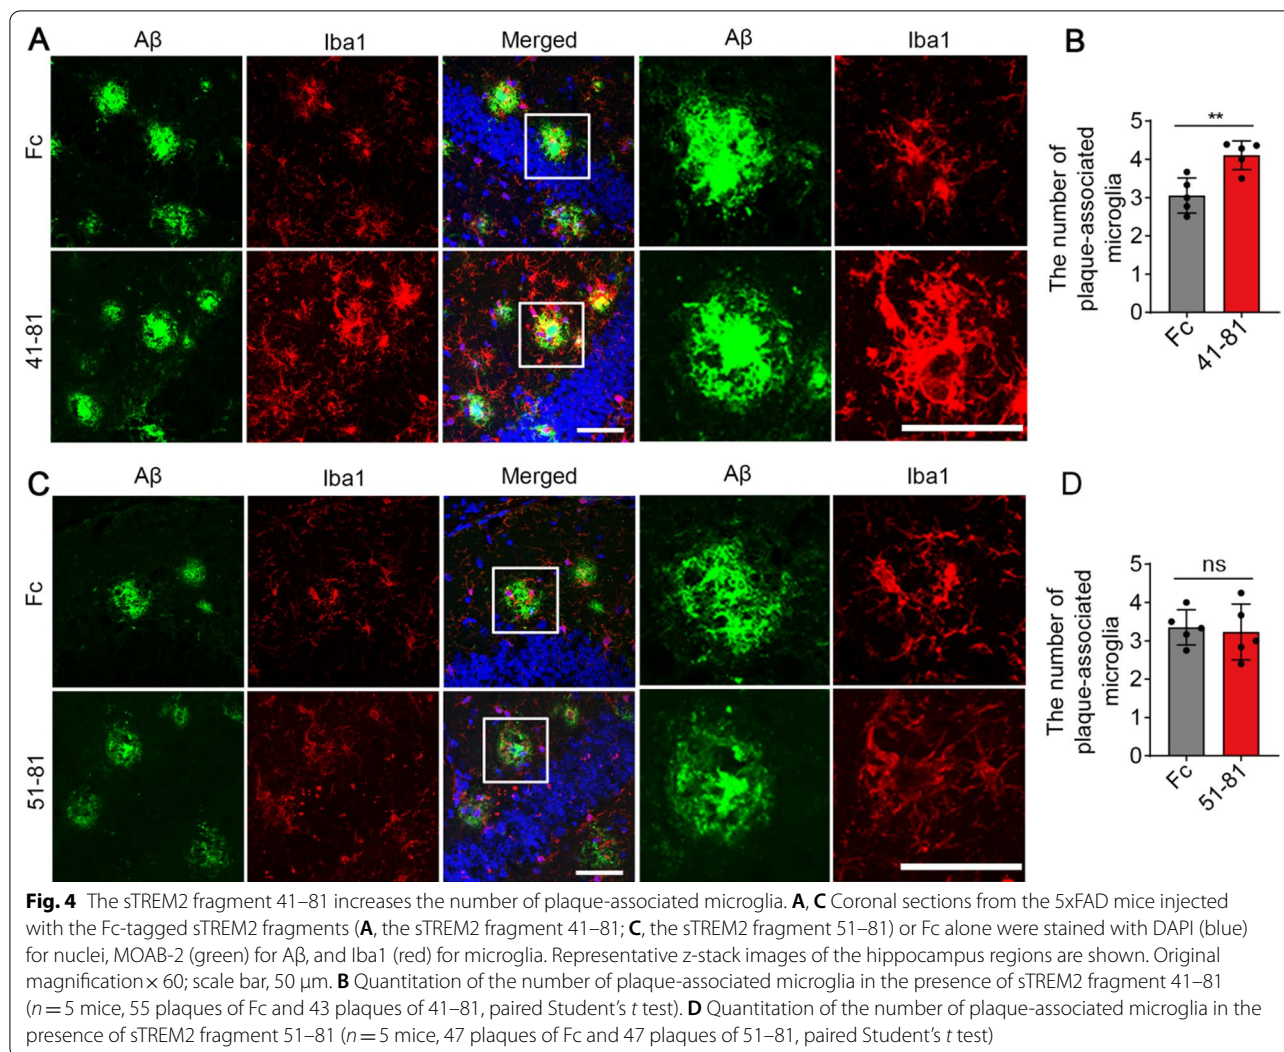 A
Aβ
Iba1
Merged
Aβ
Iba1
Fc
41-81
B
The number of
plaque-associated
microglia
5
4
3
2
1
0
**
Fc
41-81
C
Aβ
Iba1
Merged
Aβ
Iba1
Fc
51-81
D
The number of
plaque-associated
microglia
5
4
3
2
1
0
ns
Fc
51-81
Fig. 4 The sTREM2 fragment 41–81 increases the number of plaque-associated microglia. A, C Coronal sections from the 5xFAD mice injected
with the Fc-tagged sTREM2 fragments (A, the sTREM2 fragment 41–81; C, the sTREM2 fragment 51–81) or Fc alone were stained with DAPI (blue)
for nuclei, MOAB-2 (green) for Aβ, and Iba1 (red) for microglia. Representative z-stack images of the hippocampus regions are shown. Original
magnification × 60; scale bar, 50 μm. B Quantitation of the number of plaque-associated microglia in the presence of sTREM2 fragment 41–81
(n = 5 mice, 55 plaques of Fc and 43 plaques of 41–81, paired Student's t test). D Quantitation of the number of plaque-associated microglia in the
presence of sTREM2 fragment 51–81 (n = 5 mice, 47 plaques of Fc and 47 plaques of 51–81, paired Student's t test)